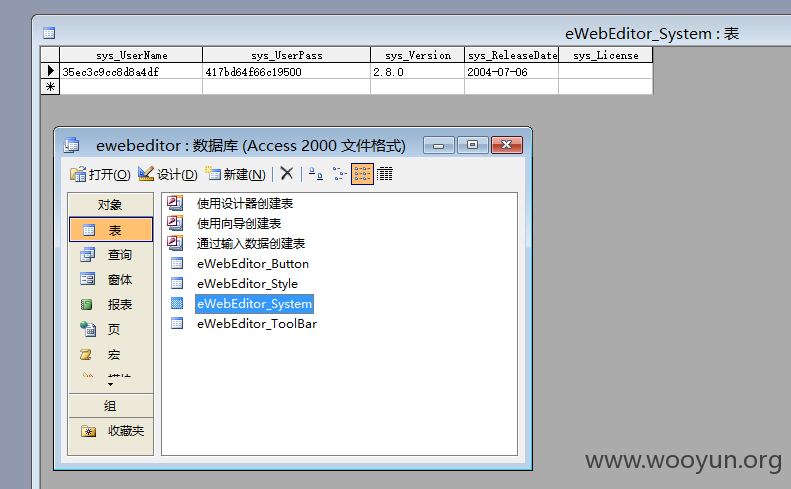 eWebEditor_System : 表
sys_UserName sys_UserPass sys_Version sys_ReleaseDate sys_License
35ec3c9cc8d8a4df 417bd64f66c19500 2.8.0 2004-07-06
ewebeditor : 数据库 (Access 2000 文件格式)
打开(O) 设计(D) 新建(N)
对象
表
查询
窗体
报表
页
宏
组
收藏夹
使用设计器创建表
使用向导创建表
通过输入数据创建表
eWebEditor_Button
eWebEditor_Style
eWebEditor_System
eWebEditor_ToolBar
www.wooyun.org